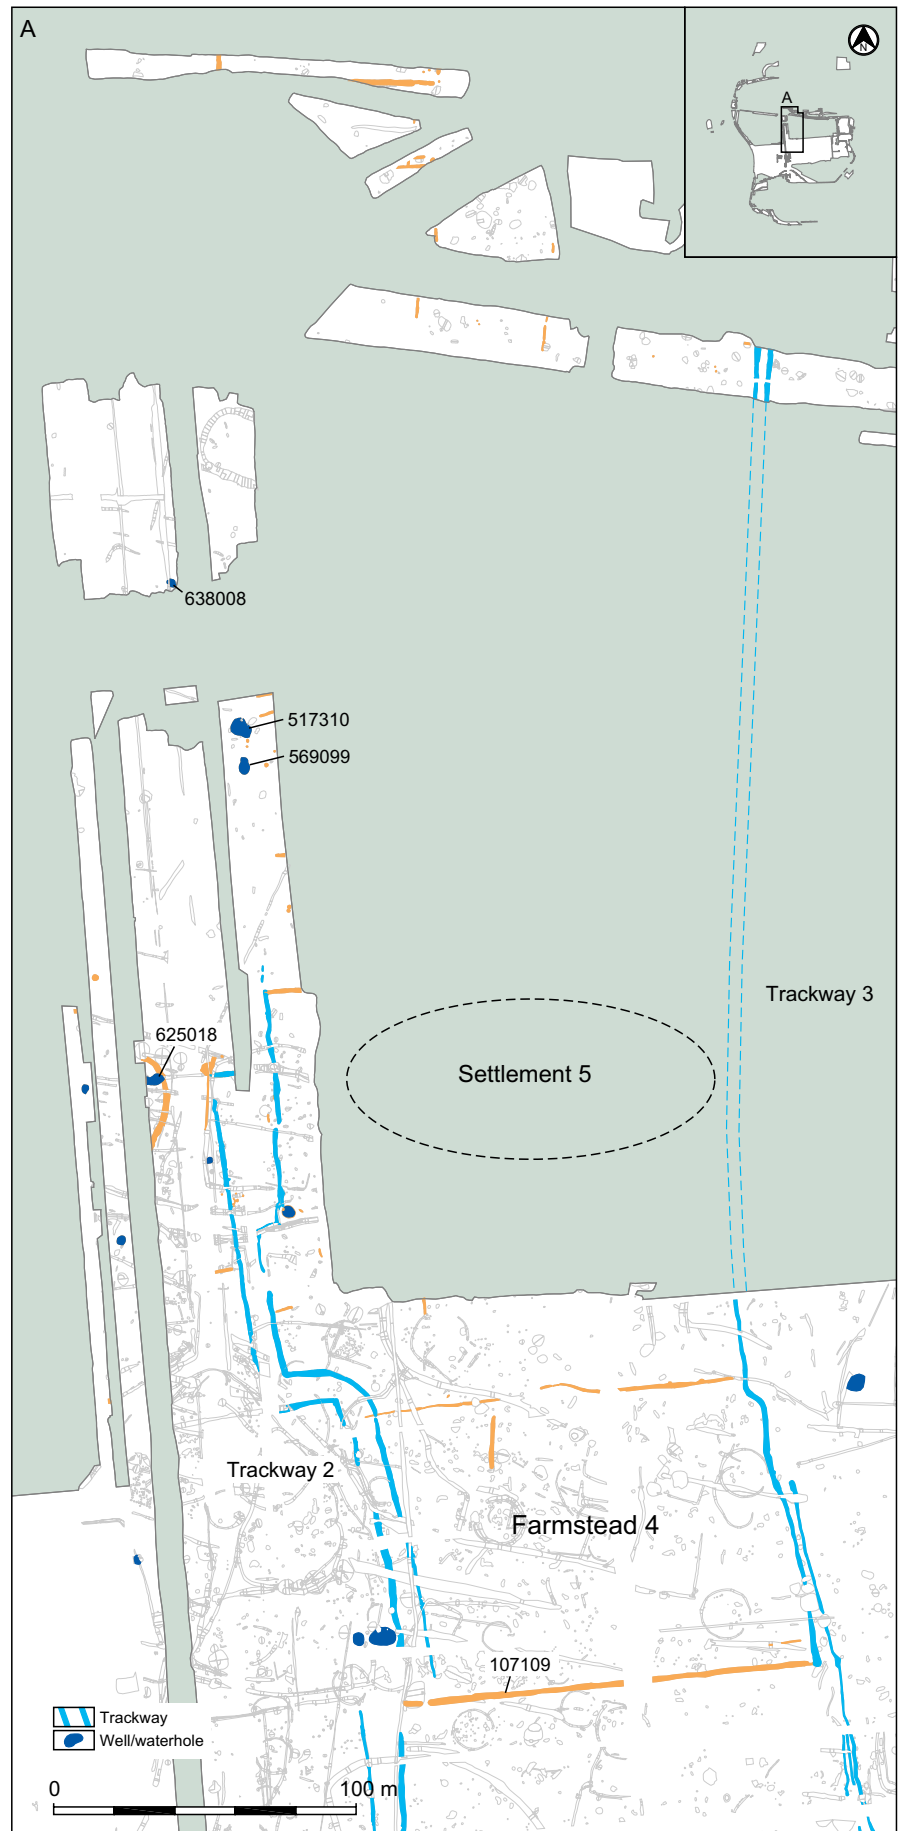 A
N
A
638008
517310
569099
Trackway 3
625018
Settlement 5
Trackway 2
Farmstead 4
107109
Trackway
Well/waterhole
0 100 m